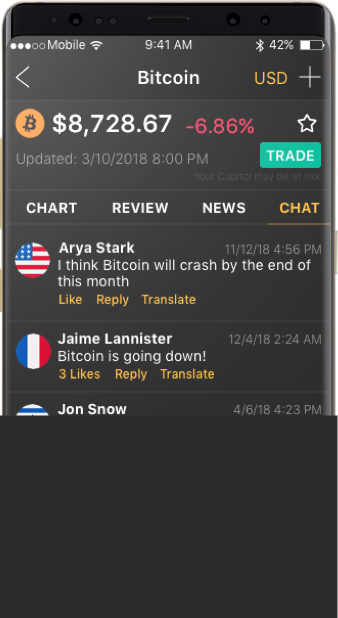 Mobile 9:41 AM 42%
Bitcoin USD
$8,728.67 -6.86%
Updated: 3/10/2018 8:00 PM TRADE
Your Capitol may be at risk
CHART REVIEW NEWS CHAT
Arya Stark 11/12/18 4:56 PM
I think Bitcoin will crash by the end of
this month
Like Reply Translate
Jaime Lannister 12/4/18 2:24 AM
Bitcoin is going down!
3 Likes Reply Translate
Jon Snow 4/6/18 4:23 PM